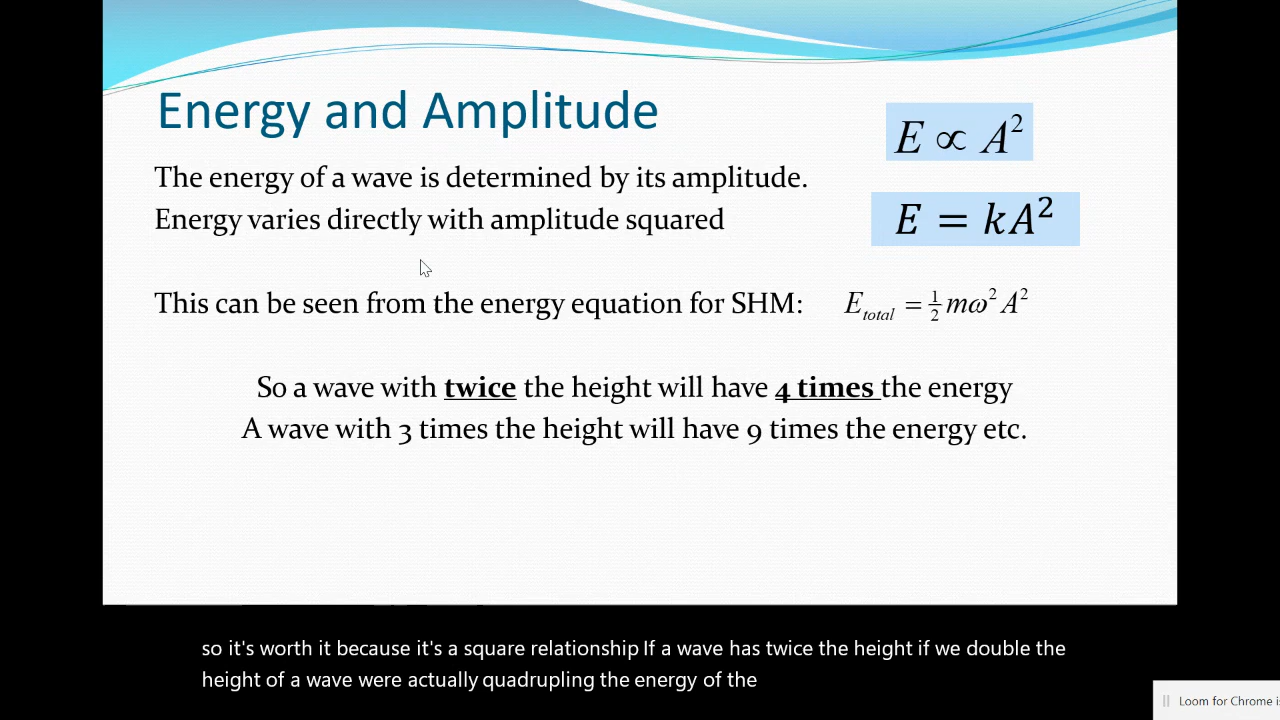 Energy and Amplitude
E ∝ A²
The energy of a wave is determined by its amplitude.
Energy varies directly with amplitude squared
E = kA²
This can be seen from the energy equation for SHM: E_total = ½ mω² A²
So a wave with twice the height will have 4 times the energy
A wave with 3 times the height will have 9 times the energy etc.
so it's worth it because it's a square relationship If a wave has twice the height if we double the
height of a wave were actually quadrupling the energy of the
Loom for Chrome i